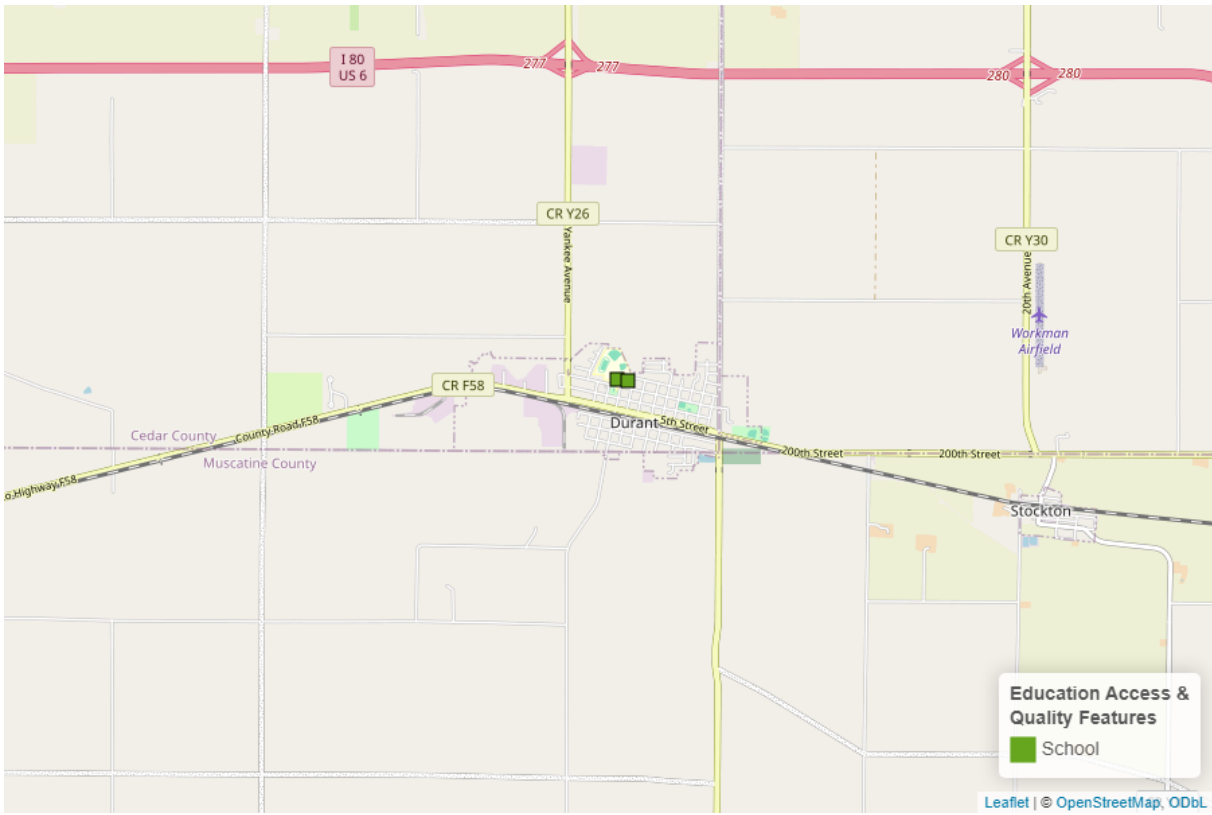 I 80
US 6
277
277
280
280
CR Y26
Yankee Avenue
CR Y30
20th Avenue
Workman
Airfield
CR F58
Durant
5th Street
County Road F58
Cedar County
Muscatine County
200th Street
200th Street
o Highway F58
Stockton
Education Access &
Quality Features
School
Leaflet | © OpenStreetMap, ODbL